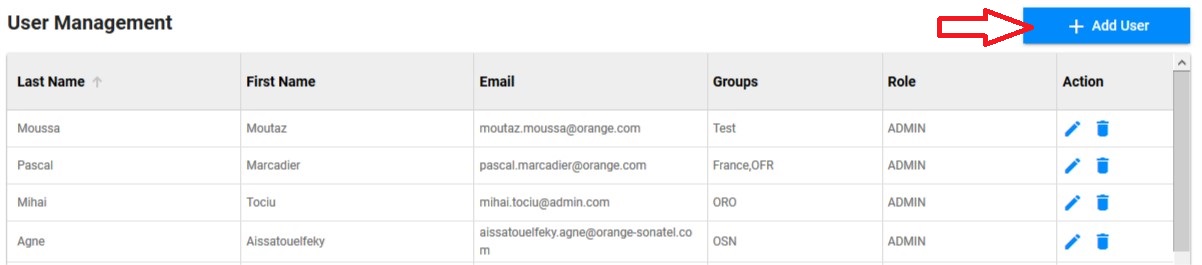 User Management
+ Add User
Last Name ↑ First Name Email Groups Role Action
Moussa Moutaz moutaz.moussa@orange.com Test ADMIN
Pascal Marcadier pascal.marcadier@orange.com France,OFR ADMIN
Mihai Tociu mihai.tociu@admin.com ORO ADMIN
Agne Aissatouelfeky aissatouelfeky.agne@orange-sonatel.co OSN ADMIN
m